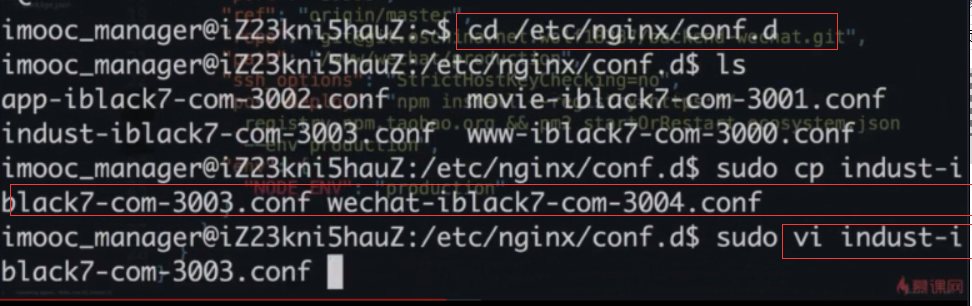 imooc_manager@iZ23kni5hauZ:~$ cd /etc/nginx/conf.d
imooc_manager@iZ23kni5hauZ:/etc/nginx/conf.d$ ls
app-iblack7-com-3002.conf movie-iblack7-com-3001.conf
indust-iblack7-com-3003.conf www-iblack7-com-3000.conf
imooc_manager@iZ23kni5hauZ:/etc/nginx/conf.d$ sudo cp indust-i
black7-com-3003.conf wechat-iblack7-com-3004.conf
imooc_manager@iZ23kni5hauZ:/etc/nginx/conf.d$ sudo vi indust-i
black7-com-3003.conf
慕课网